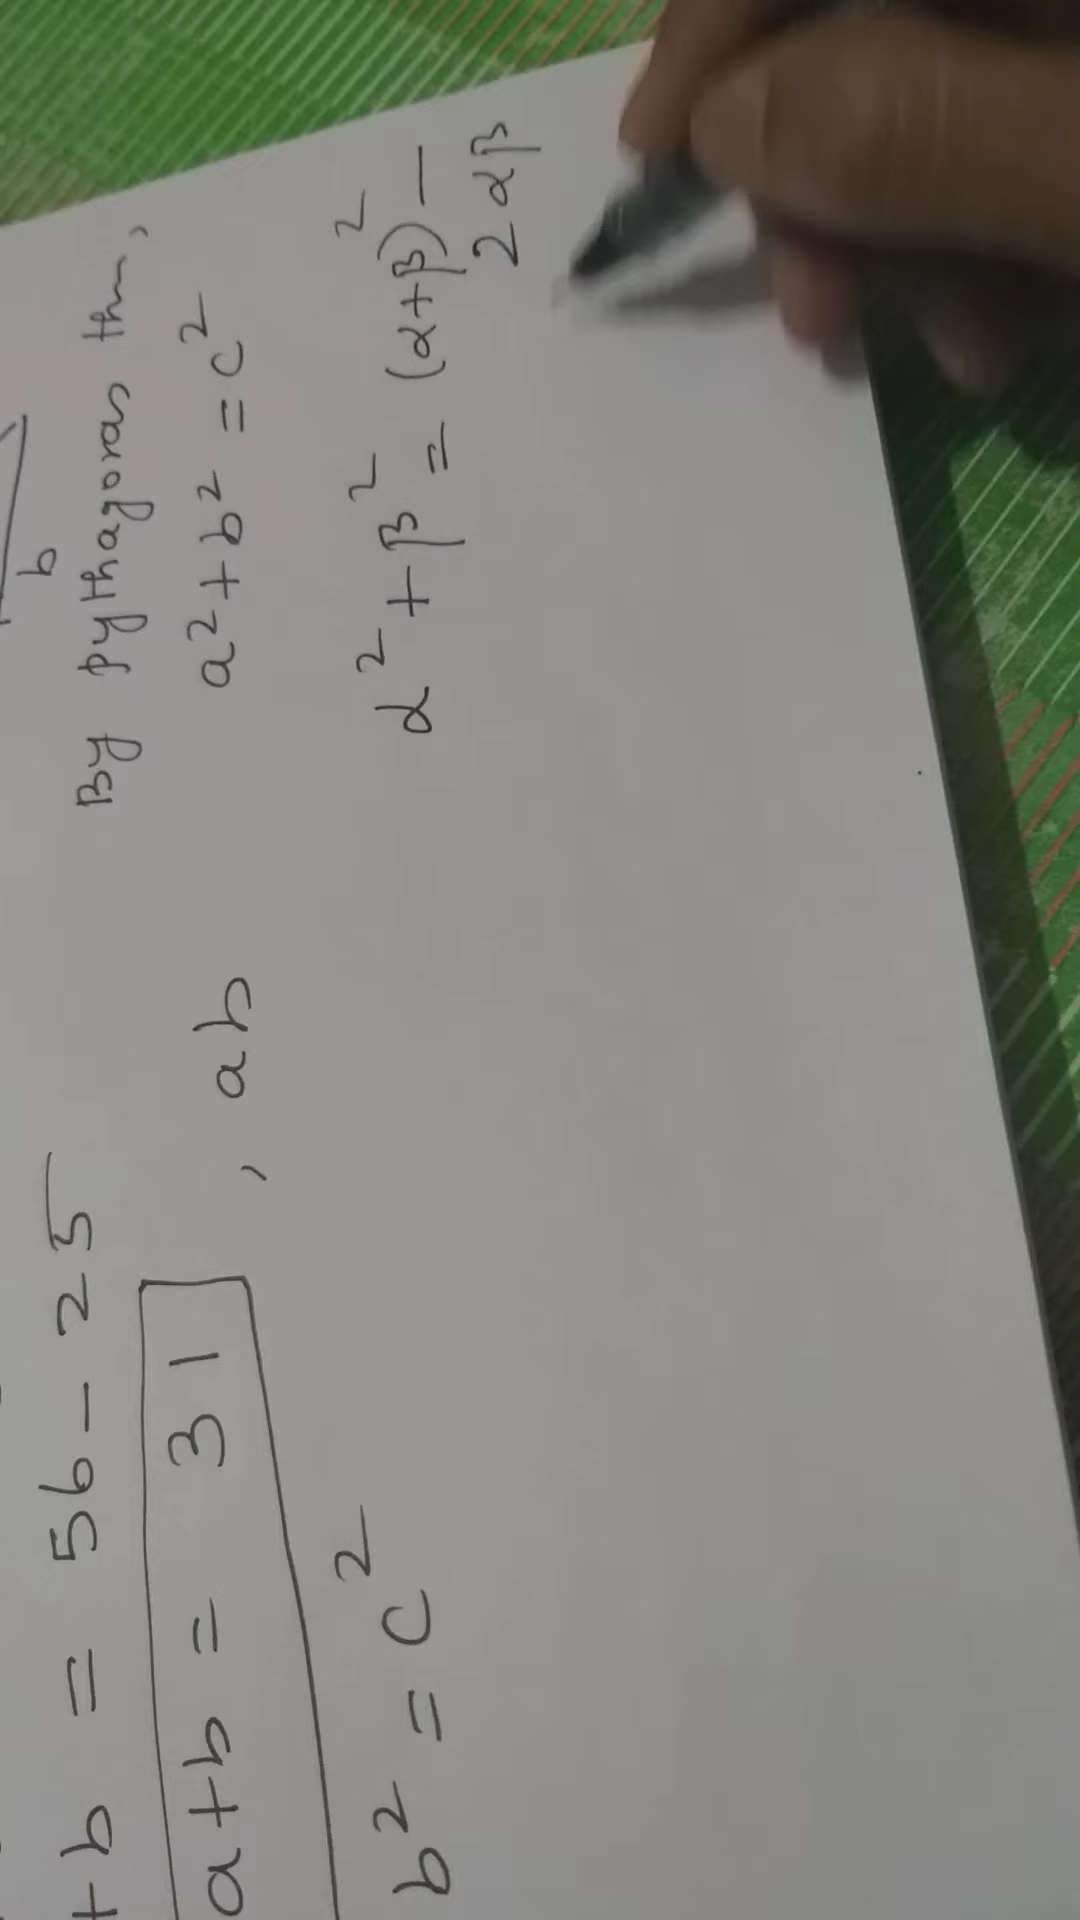 + b = 56 - 25
a+b = 31 , ab
b² = c²
b
By pythagoras thm,
a² + b² = c²
α² + β² = (α+β)² -
2αβ